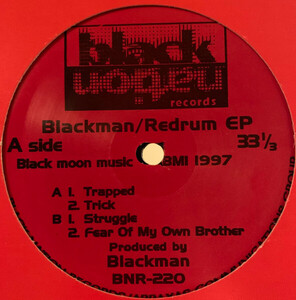 black
nation
records
Blackman/Redrum EP
A side
33⅓
Black moon music
BMI 1997
A 1. Trapped
2. Trick
B 1. Struggle
2. Fear Of My Own Brother
Produced by
Blackman
BNR-220